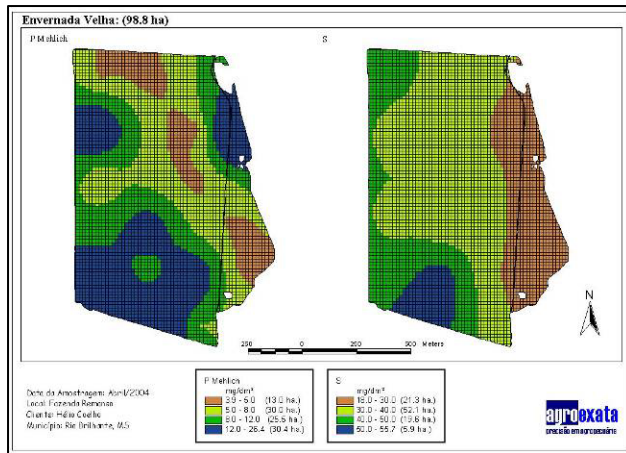 Envernada Velha: (98.8 ha)
P Mehlich
S
N
250 0 300 Meters
Data da Amostragem: Abril/2004
Local: Fazenda Remanso
Cliente: Hélio Coelho
Município: Rio Brilhante, MS
P Mehlich
mg/dm³
3.9 - 5.0 (13.0 ha.)
5.0 - 8.0 (30.0 ha.)
8.0 - 12.0 (25.5 ha.)
12.0 - 26.4 (30.4 ha.)
S
mg/dm³
18.0 - 30.0 (21.3 ha.)
30.0 - 40.0 (52.1 ha.)
40.0 - 50.0 (19.6 ha.)
50.0 - 55.7 (5.9 ha.)
agroexata
precisão em agropecuária